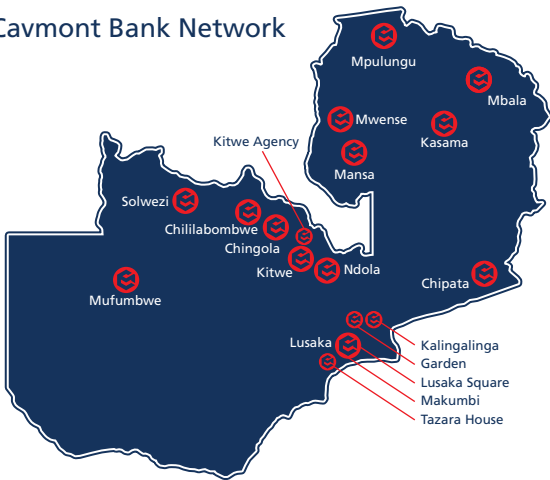 Cavmont Bank Network
Mpulungu
Mbala
Mwense
Kasama
Kitwe Agency
Mansa
Solwezi
Chililabombwe
Chingola
Kitwe
Ndola
Chipata
Mufumbwe
Lusaka
Kalingalinga
Garden
Lusaka Square
Makumbi
Tazara House